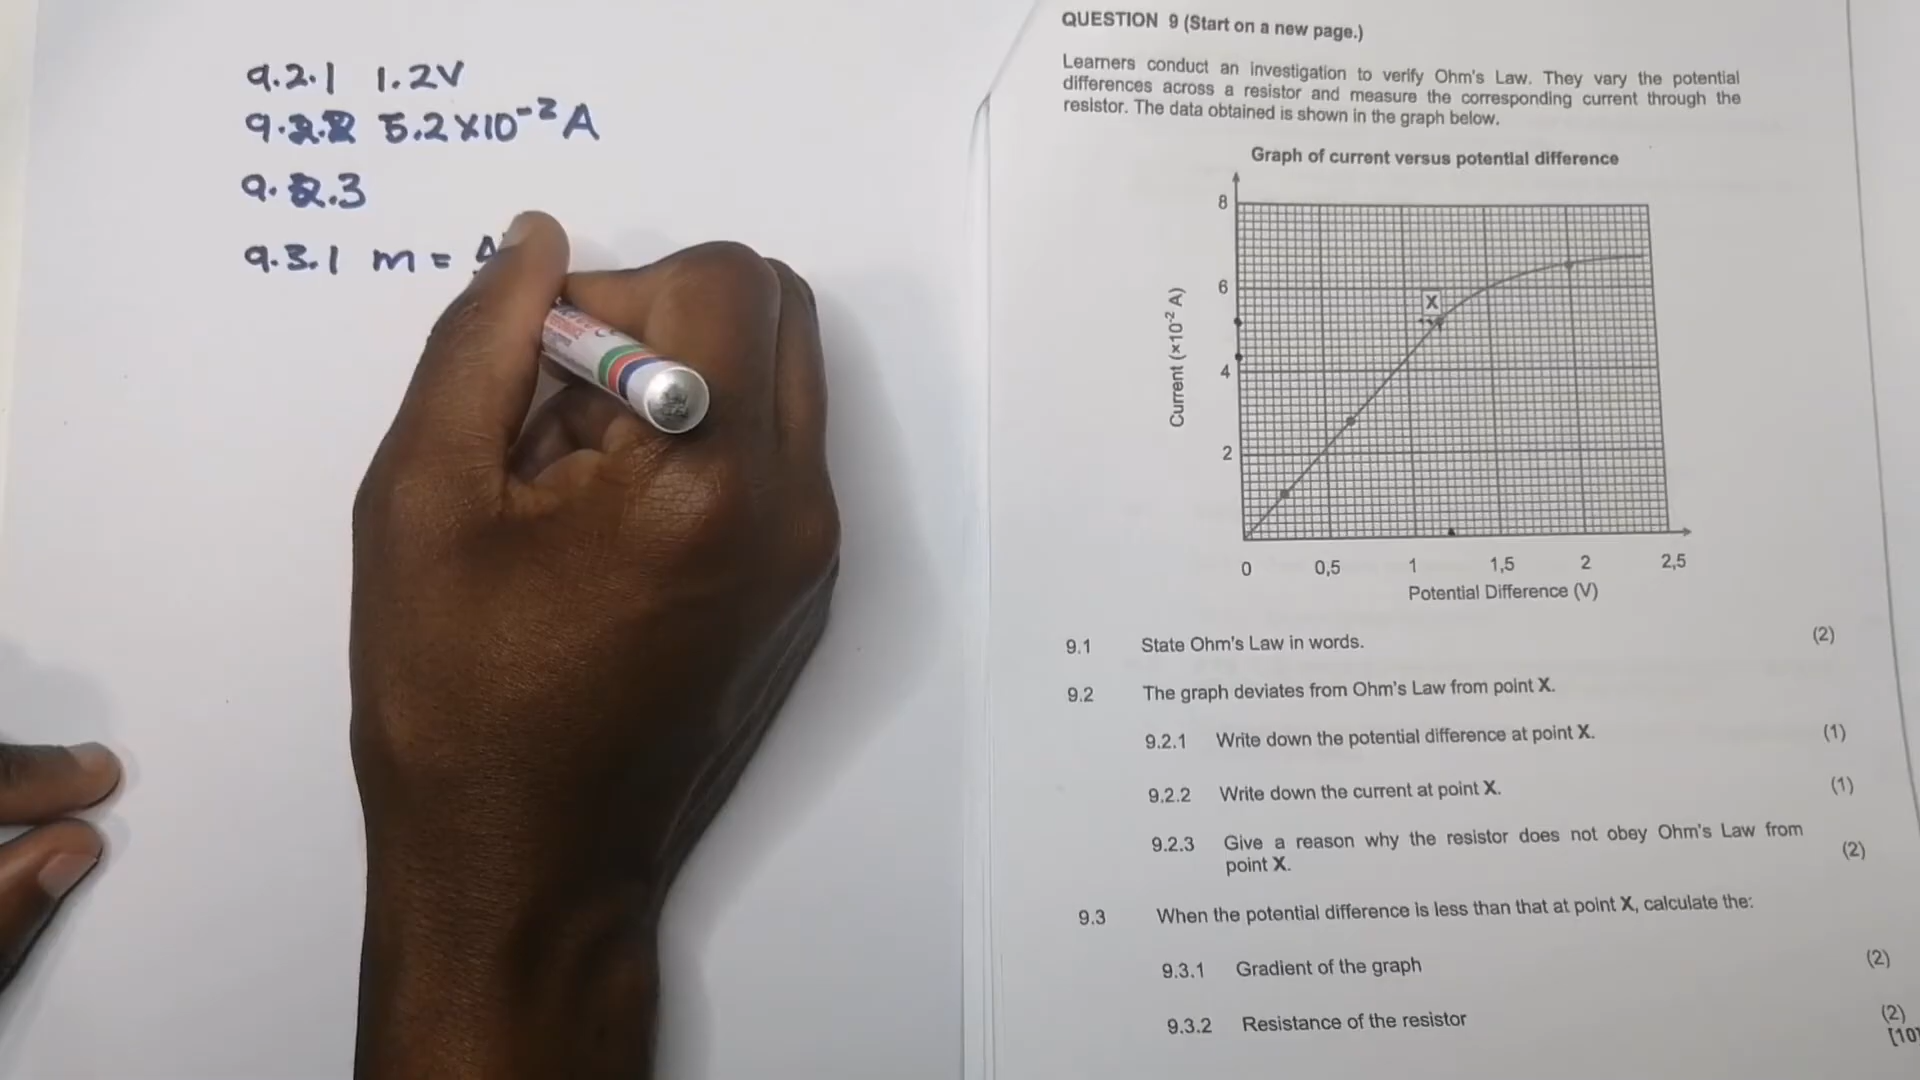 9.2.1 1.2V
9.2.2 5.2×10⁻² A
9.2.3
9.3.1 m =
QUESTION 9 (Start on a new page.)
Learners conduct an investigation to verify Ohm's Law. They vary the potential
differences across a resistor and measure the corresponding current through the
resistor. The data obtained is shown in the graph below.
Graph of current versus potential difference
8
6
4
2
X
Current (×10⁻² A)
0 0,5 1 1,5 2 2,5
Potential Difference (V)
9.1 State Ohm's Law in words. (2)
9.2 The graph deviates from Ohm's Law from point X.
9.2.1 Write down the potential difference at point X. (1)
9.2.2 Write down the current at point X. (1)
9.2.3 Give a reason why the resistor does not obey Ohm's Law from
point X. (2)
9.3 When the potential difference is less than that at point X, calculate the:
9.3.1 Gradient of the graph (2)
9.3.2 Resistance of the resistor (2)
[10